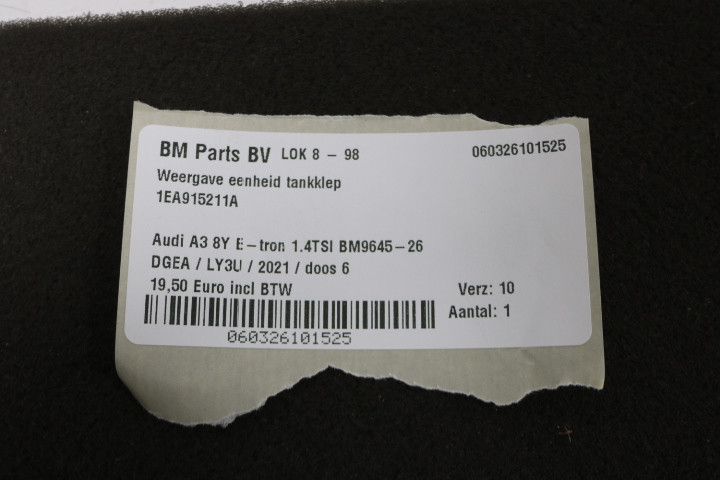 BM Parts BV LOK 8 - 98 060326101525
Weergave eenheid tankklep
1EA915211A
Audi A3 8Y E-tron 1.4TSI BM9645-26
DGEA / LY3U / 2021 / doos 6
19,50 Euro incl BTW Verz: 10
Aantal: 1
060326101525